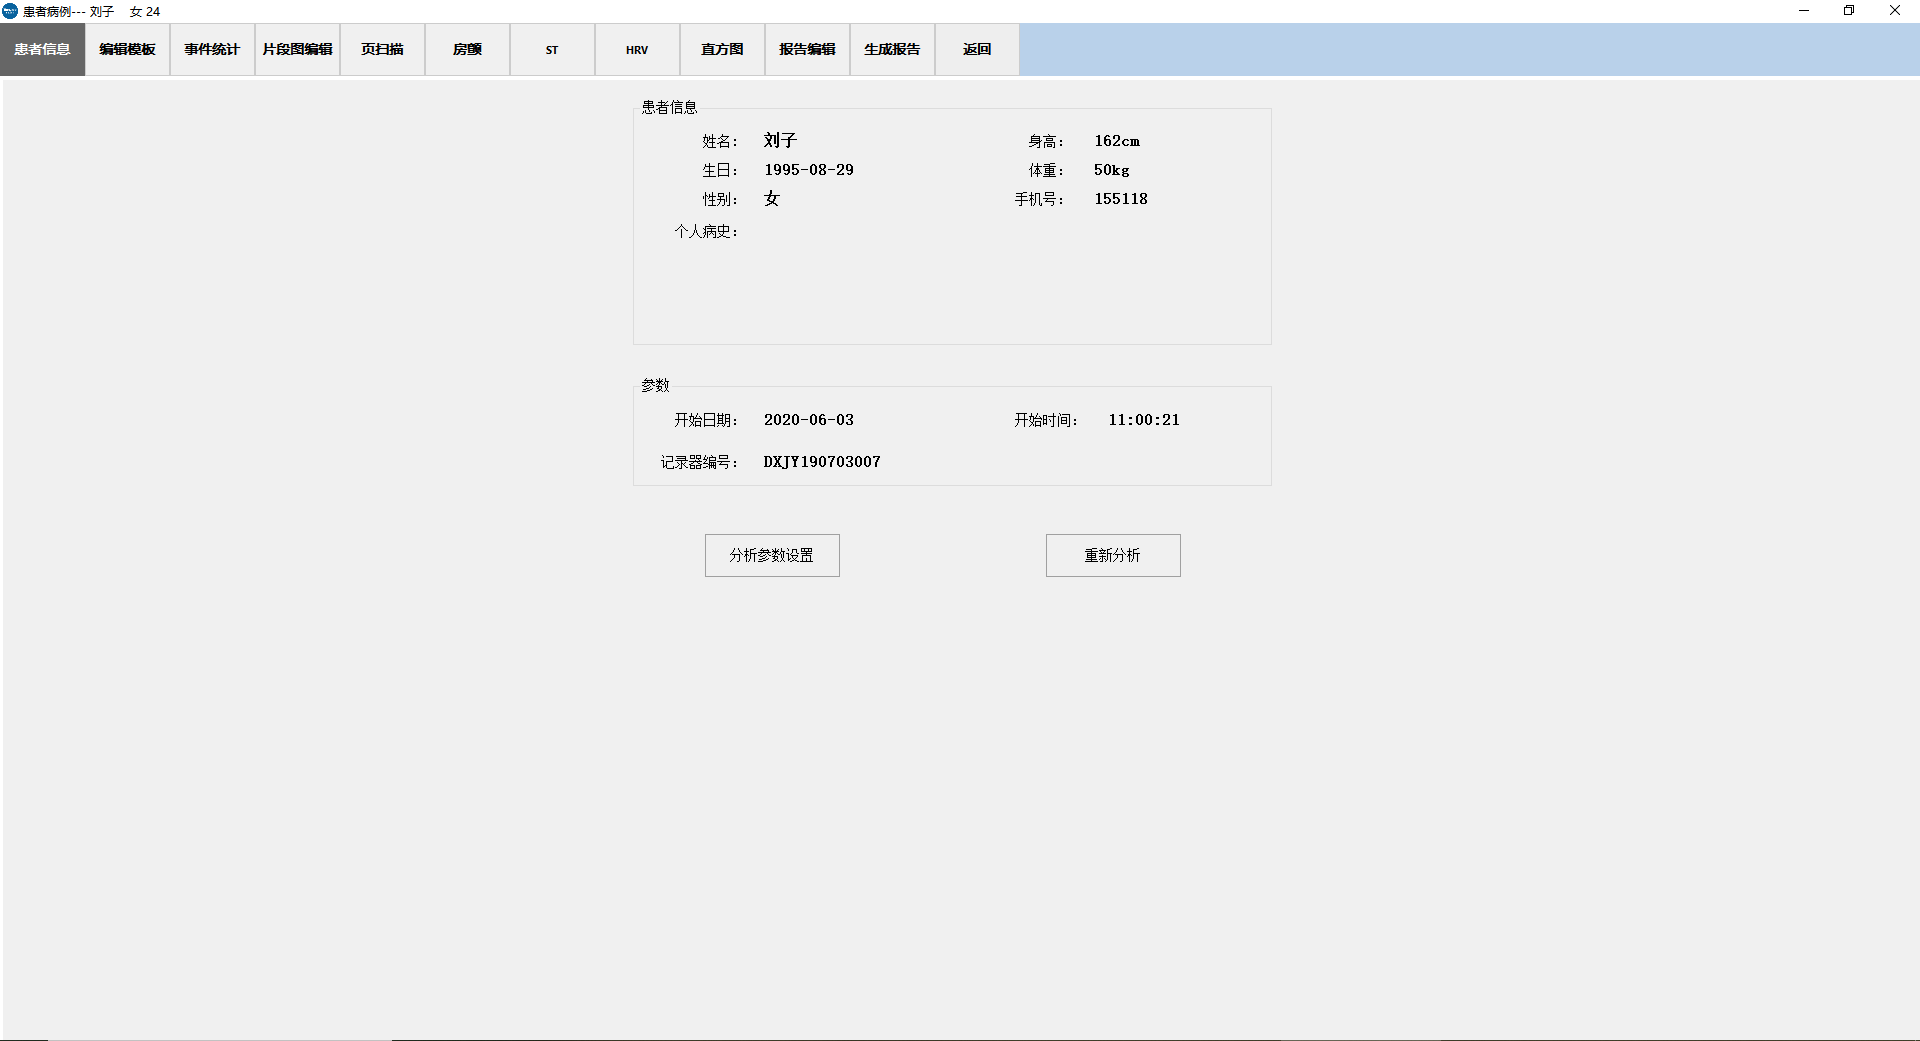 患者病例--- 刘子 女 24
患者信息 编辑模板 事件统计 片段图编辑 页扫描 房颤 ST HRV 直方图 报告编辑 生成报告 返回
患者信息
姓名： 刘子 身高： 162cm
生日： 1995-08-29 体重： 50kg
性别： 女 手机号： 155118
个人病史：
参数
开始日期： 2020-06-03 开始时间： 11:00:21
记录器编号： DXJY190703007
分析参数设置 重新分析